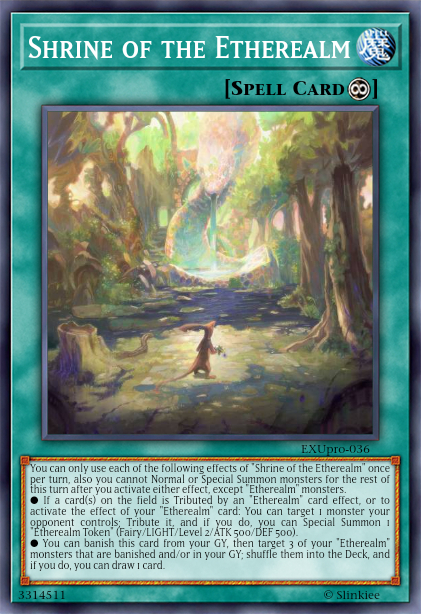 SHRINE OF THE ETHEREALM
魔
[SPELL CARD]
EXUpro-036
You can only use each of the following effects of "Shrine of the Etherealm" once
per turn, also you cannot Normal or Special Summon monsters for the rest of
this turn after you activate either effect, except "Etherealm" monsters.
● If a card(s) on the field is Tributed by an "Etherealm" card effect, or to
activate the effect of your "Etherealm" card: You can target 1 monster your
opponent controls; Tribute it, and if you do, you can Special Summon 1
"Etherealm Token" (Fairy/LIGHT/Level 2/ATK 500/DEF 500).
● You can banish this card from your GY, then target 3 of your "Etherealm"
monsters that are banished and/or in your GY; shuffle them into the Deck, and
if you do, you can draw 1 card.
3314511
© Slinkiee